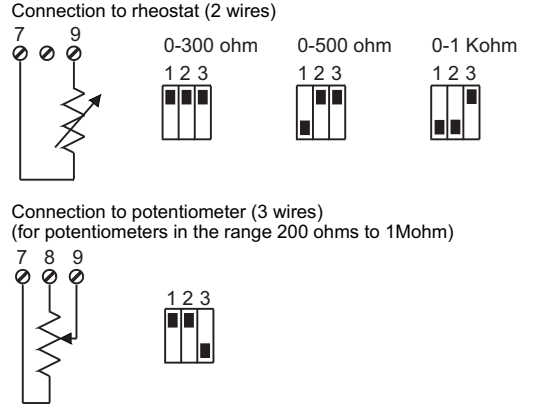 Connection to rheostat (2 wires)
7 9
0-300 ohm 0-500 ohm 0-1 Kohm
1 2 3 1 2 3 1 2 3
Connection to potentiometer (3 wires)
(for potentiometers in the range 200 ohms to 1Mohm)
7 8 9
1 2 3